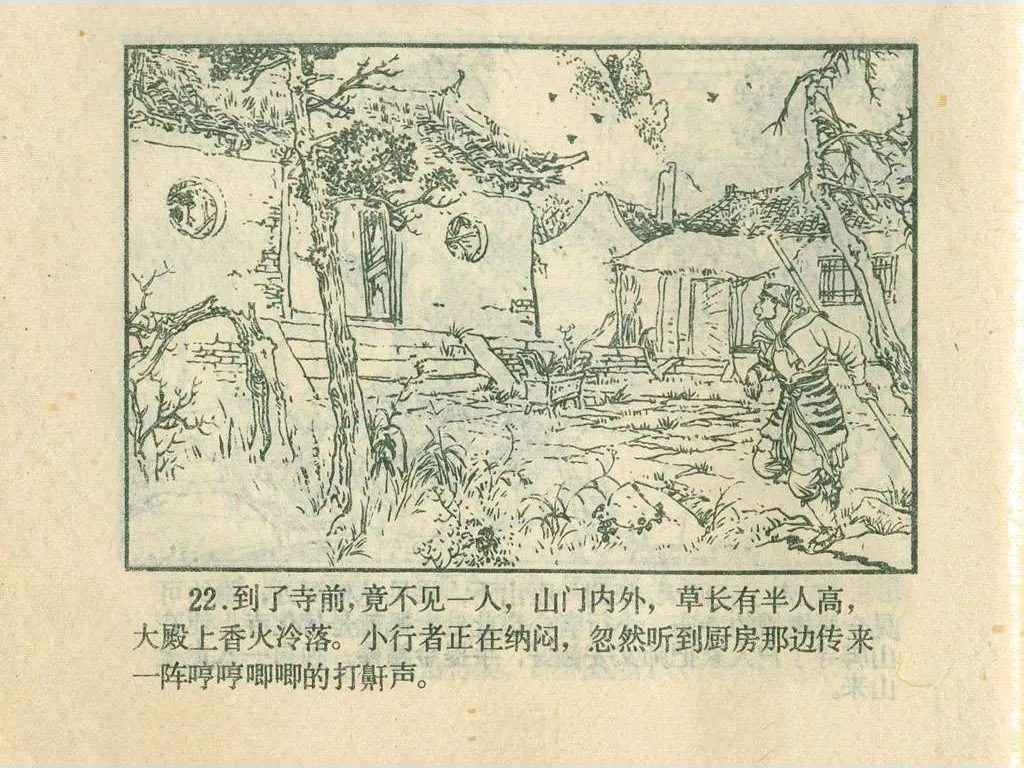 22.到了寺前,竟不见一人，山门内外，草长有半人高，
大殿上香火冷落。小行者正在纳闷，忽然听到厨房那边传来
一阵哼哼唧唧的打鼾声。